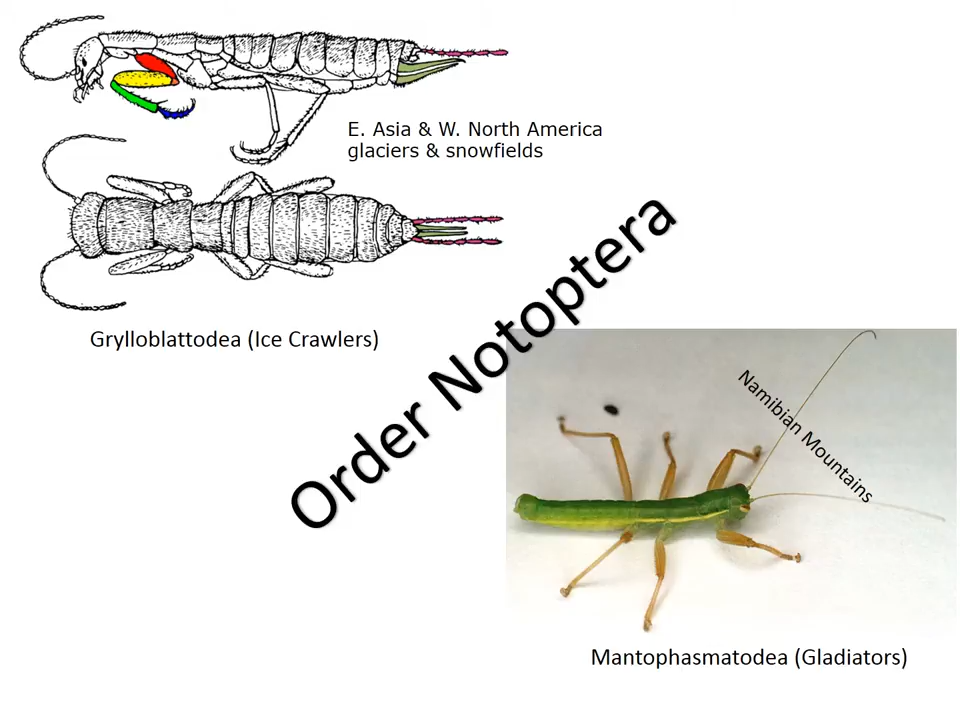 E. Asia & W. North America
glaciers & snowfields
Grylloblattodea (Ice Crawlers)
Order Notoptera
Namibian Mountains
Mantophasmatodea (Gladiators)